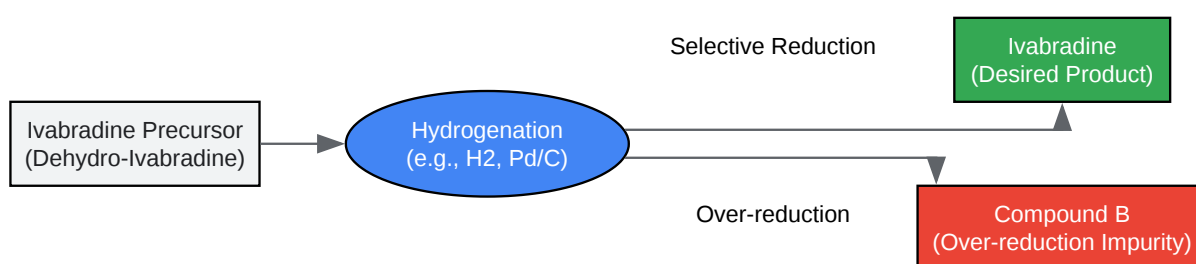 Selective Reduction
Ivabradine
(Desired Product)
Ivabradine Precursor
(Dehydro-Ivabradine)
Hydrogenation
(e.g., H2, Pd/C)
Over-reduction
Compound B
(Over-reduction Impurity)